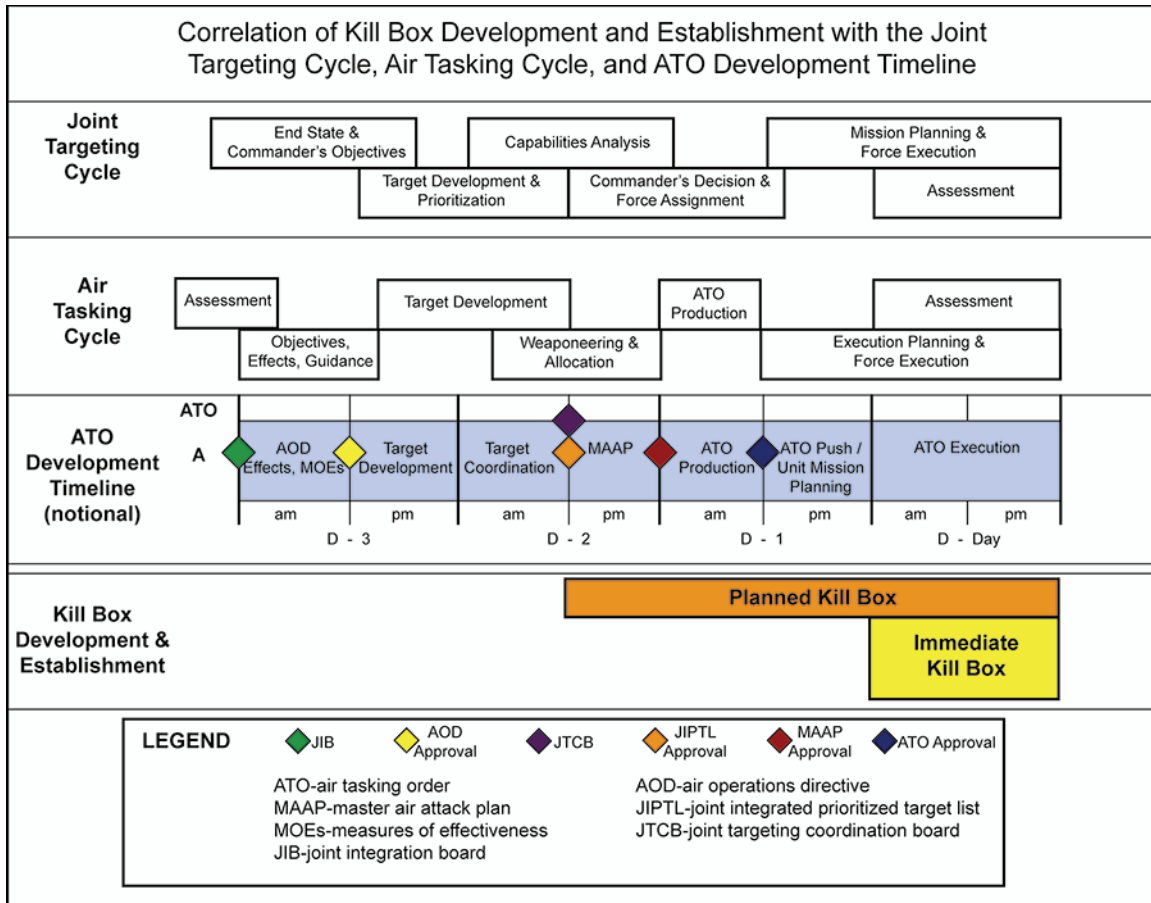 Correlation of Kill Box Development and Establishment with the Joint
Targeting Cycle, Air Tasking Cycle, and ATO Development Timeline
Joint
Targeting
Cycle
End State &
Commander's Objectives
Capabilities Analysis
Mission Planning &
Force Execution
Target Development &
Prioritization
Commander's Decision &
Force Assignment
Assessment
Air
Tasking
Cycle
Assessment
Target Development
ATO
Production
Assessment
Objectives,
Effects, Guidance
Weaponeering &
Allocation
Execution Planning &
Force Execution
ATO
Development
Timeline
(notional)
ATO
A
AOD
Effects, MOEs
Target
Development
Target
Coordination
MAAP
ATO
Production
ATO Push /
Unit Mission
Planning
ATO Execution
am
pm
am
pm
am
pm
am
pm
D - 3
D - 2
D - 1
D - Day
Kill Box
Development &
Establishment
Planned Kill Box
Immediate
Kill Box
LEGEND
JIB
AOD
Approval
JTCB
JIPTL
Approval
MAAP
Approval
ATO Approval
ATO-air tasking order
MAAP-master air attack plan
MOEs-measures of effectiveness
JIB-joint integration board
AOD-air operations directive
JIPTL-joint integrated prioritized target list
JTCB-joint targeting coordination board